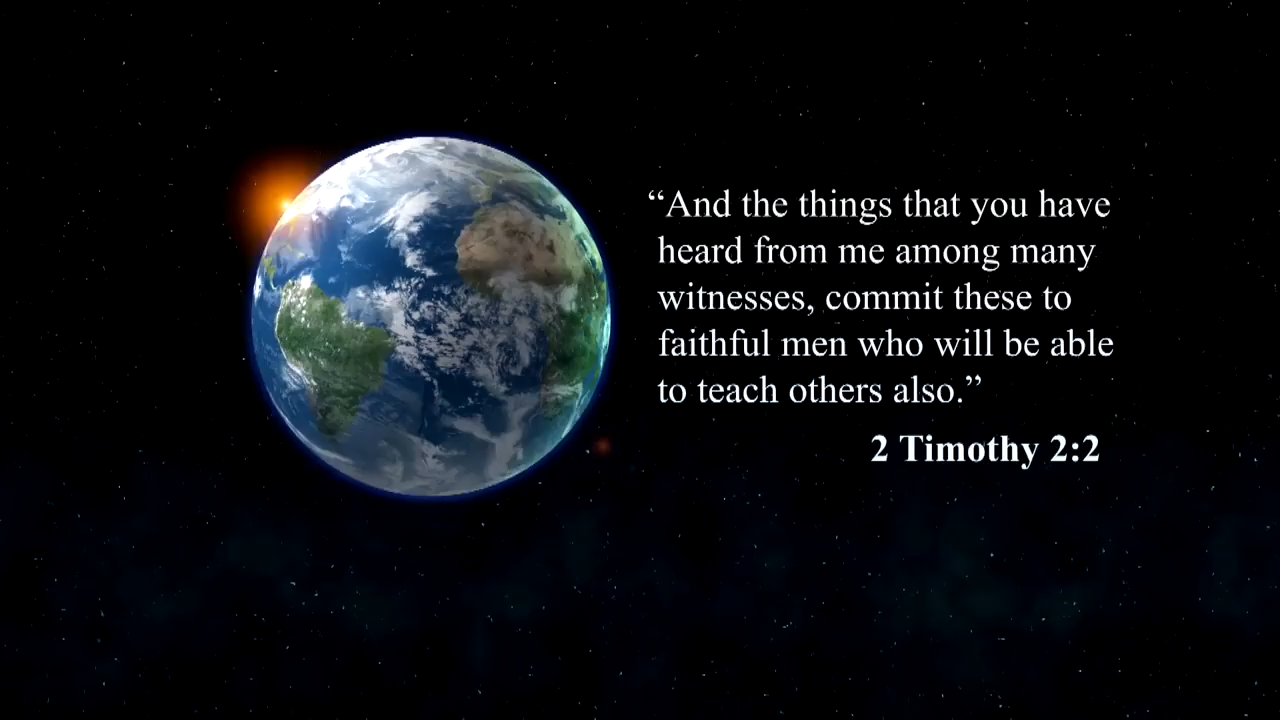 “And the things that you have
heard from me among many
witnesses, commit these to
faithful men who will be able
to teach others also.”
2 Timothy 2:2